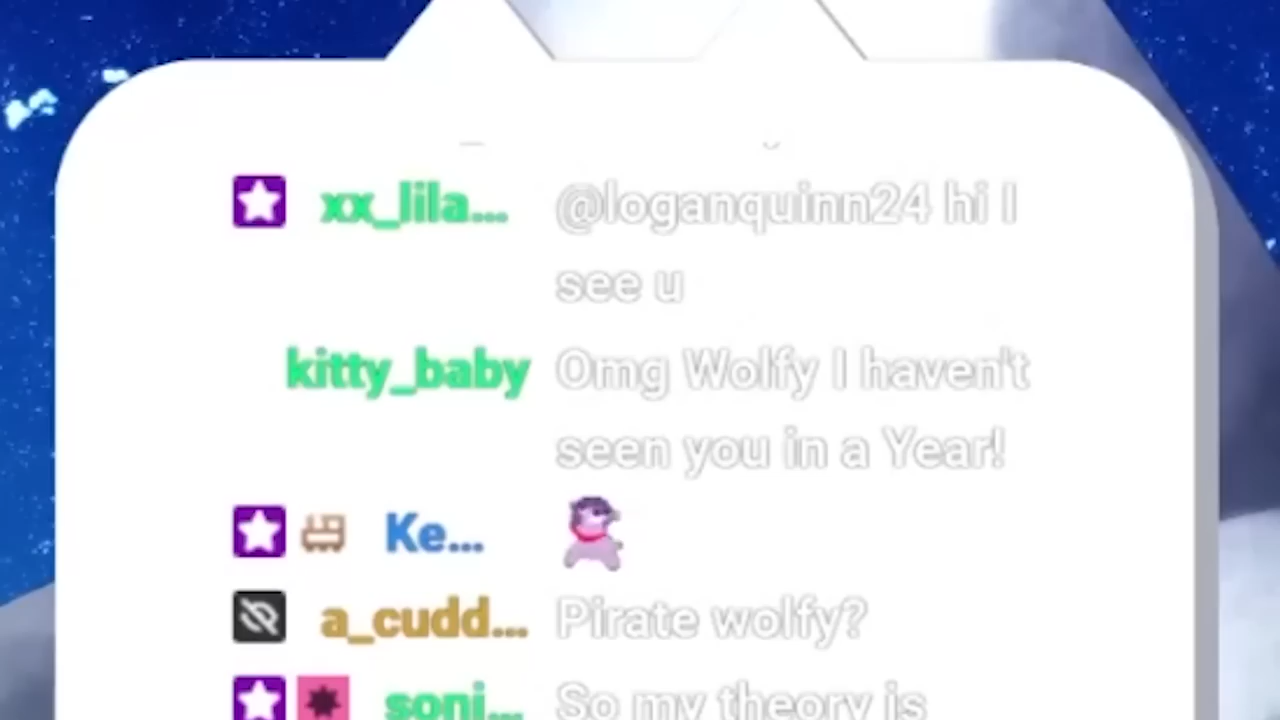 xx_lila... @loganquinn24 hi I
see u
kitty_baby Omg Wolfy I haven't
seen you in a Year!
Ke...
a_cudd... Pirate wolfy?
soni... So my theory is